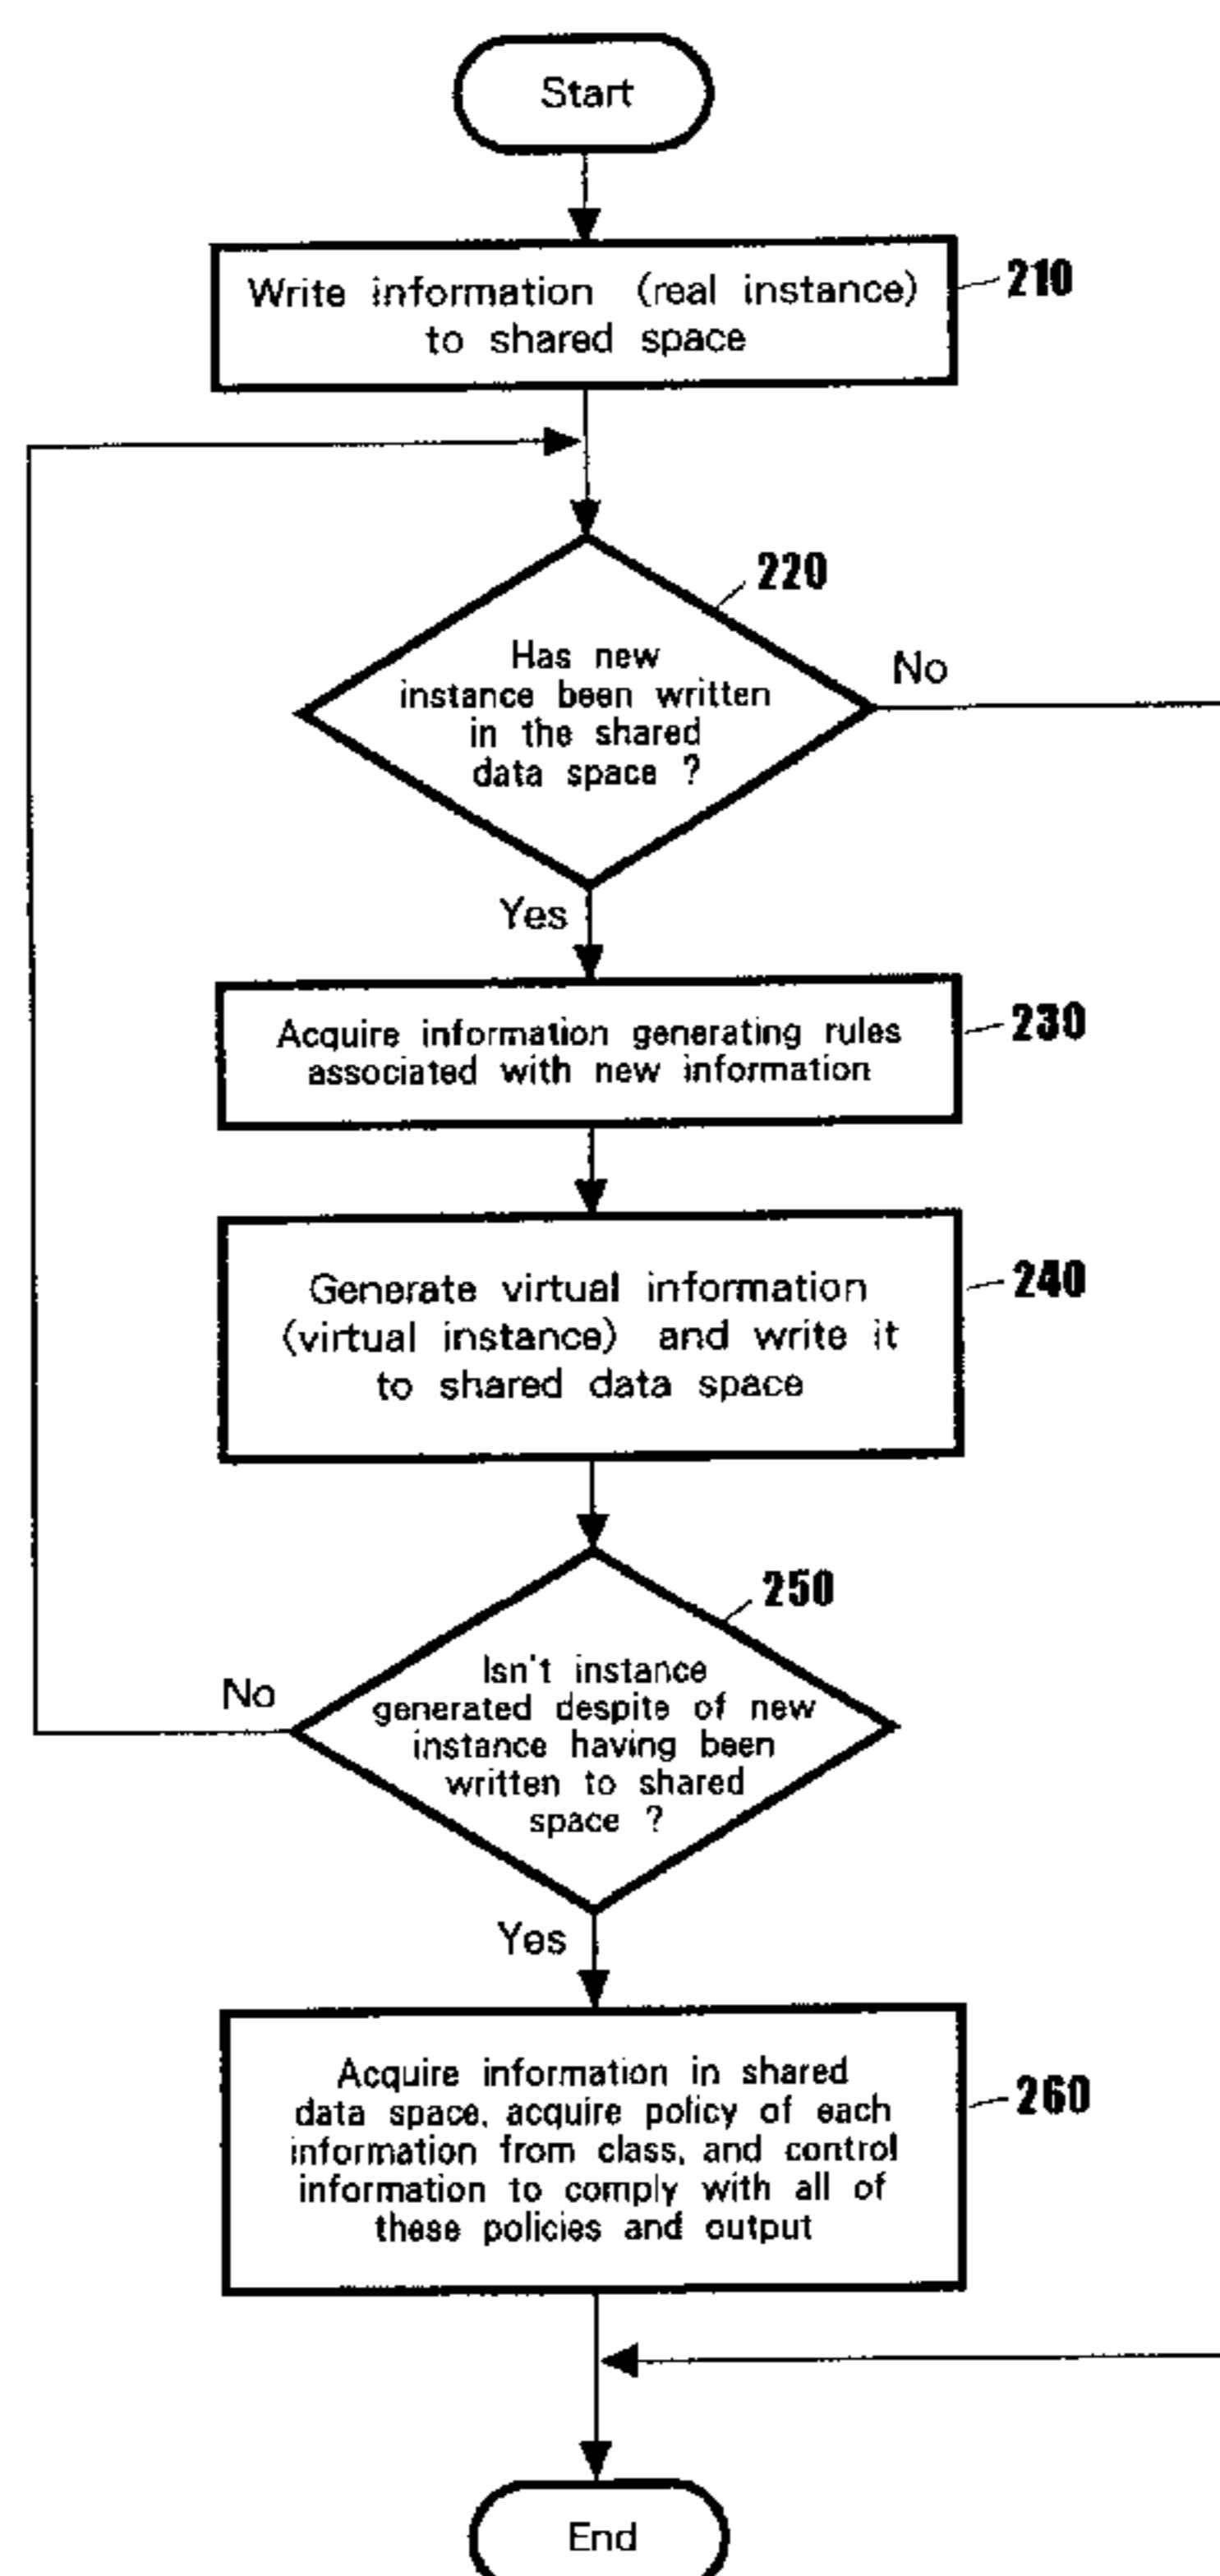 Start
Write information (real instance)
to shared space
210
220
Has new
instance been written
in the shared
data space ?
No
Yes
Acquire information generating rules
associated with new information
230
Generate virtual information
(virtual instance) and write it
to shared data space
240
250
Isn't instance
generated despite of new
instance having been
written to shared
space ?
No
Yes
Acquire information in shared
data space, acquire policy of each
information from class, and control
information to comply with all of
these policies and output
260
End